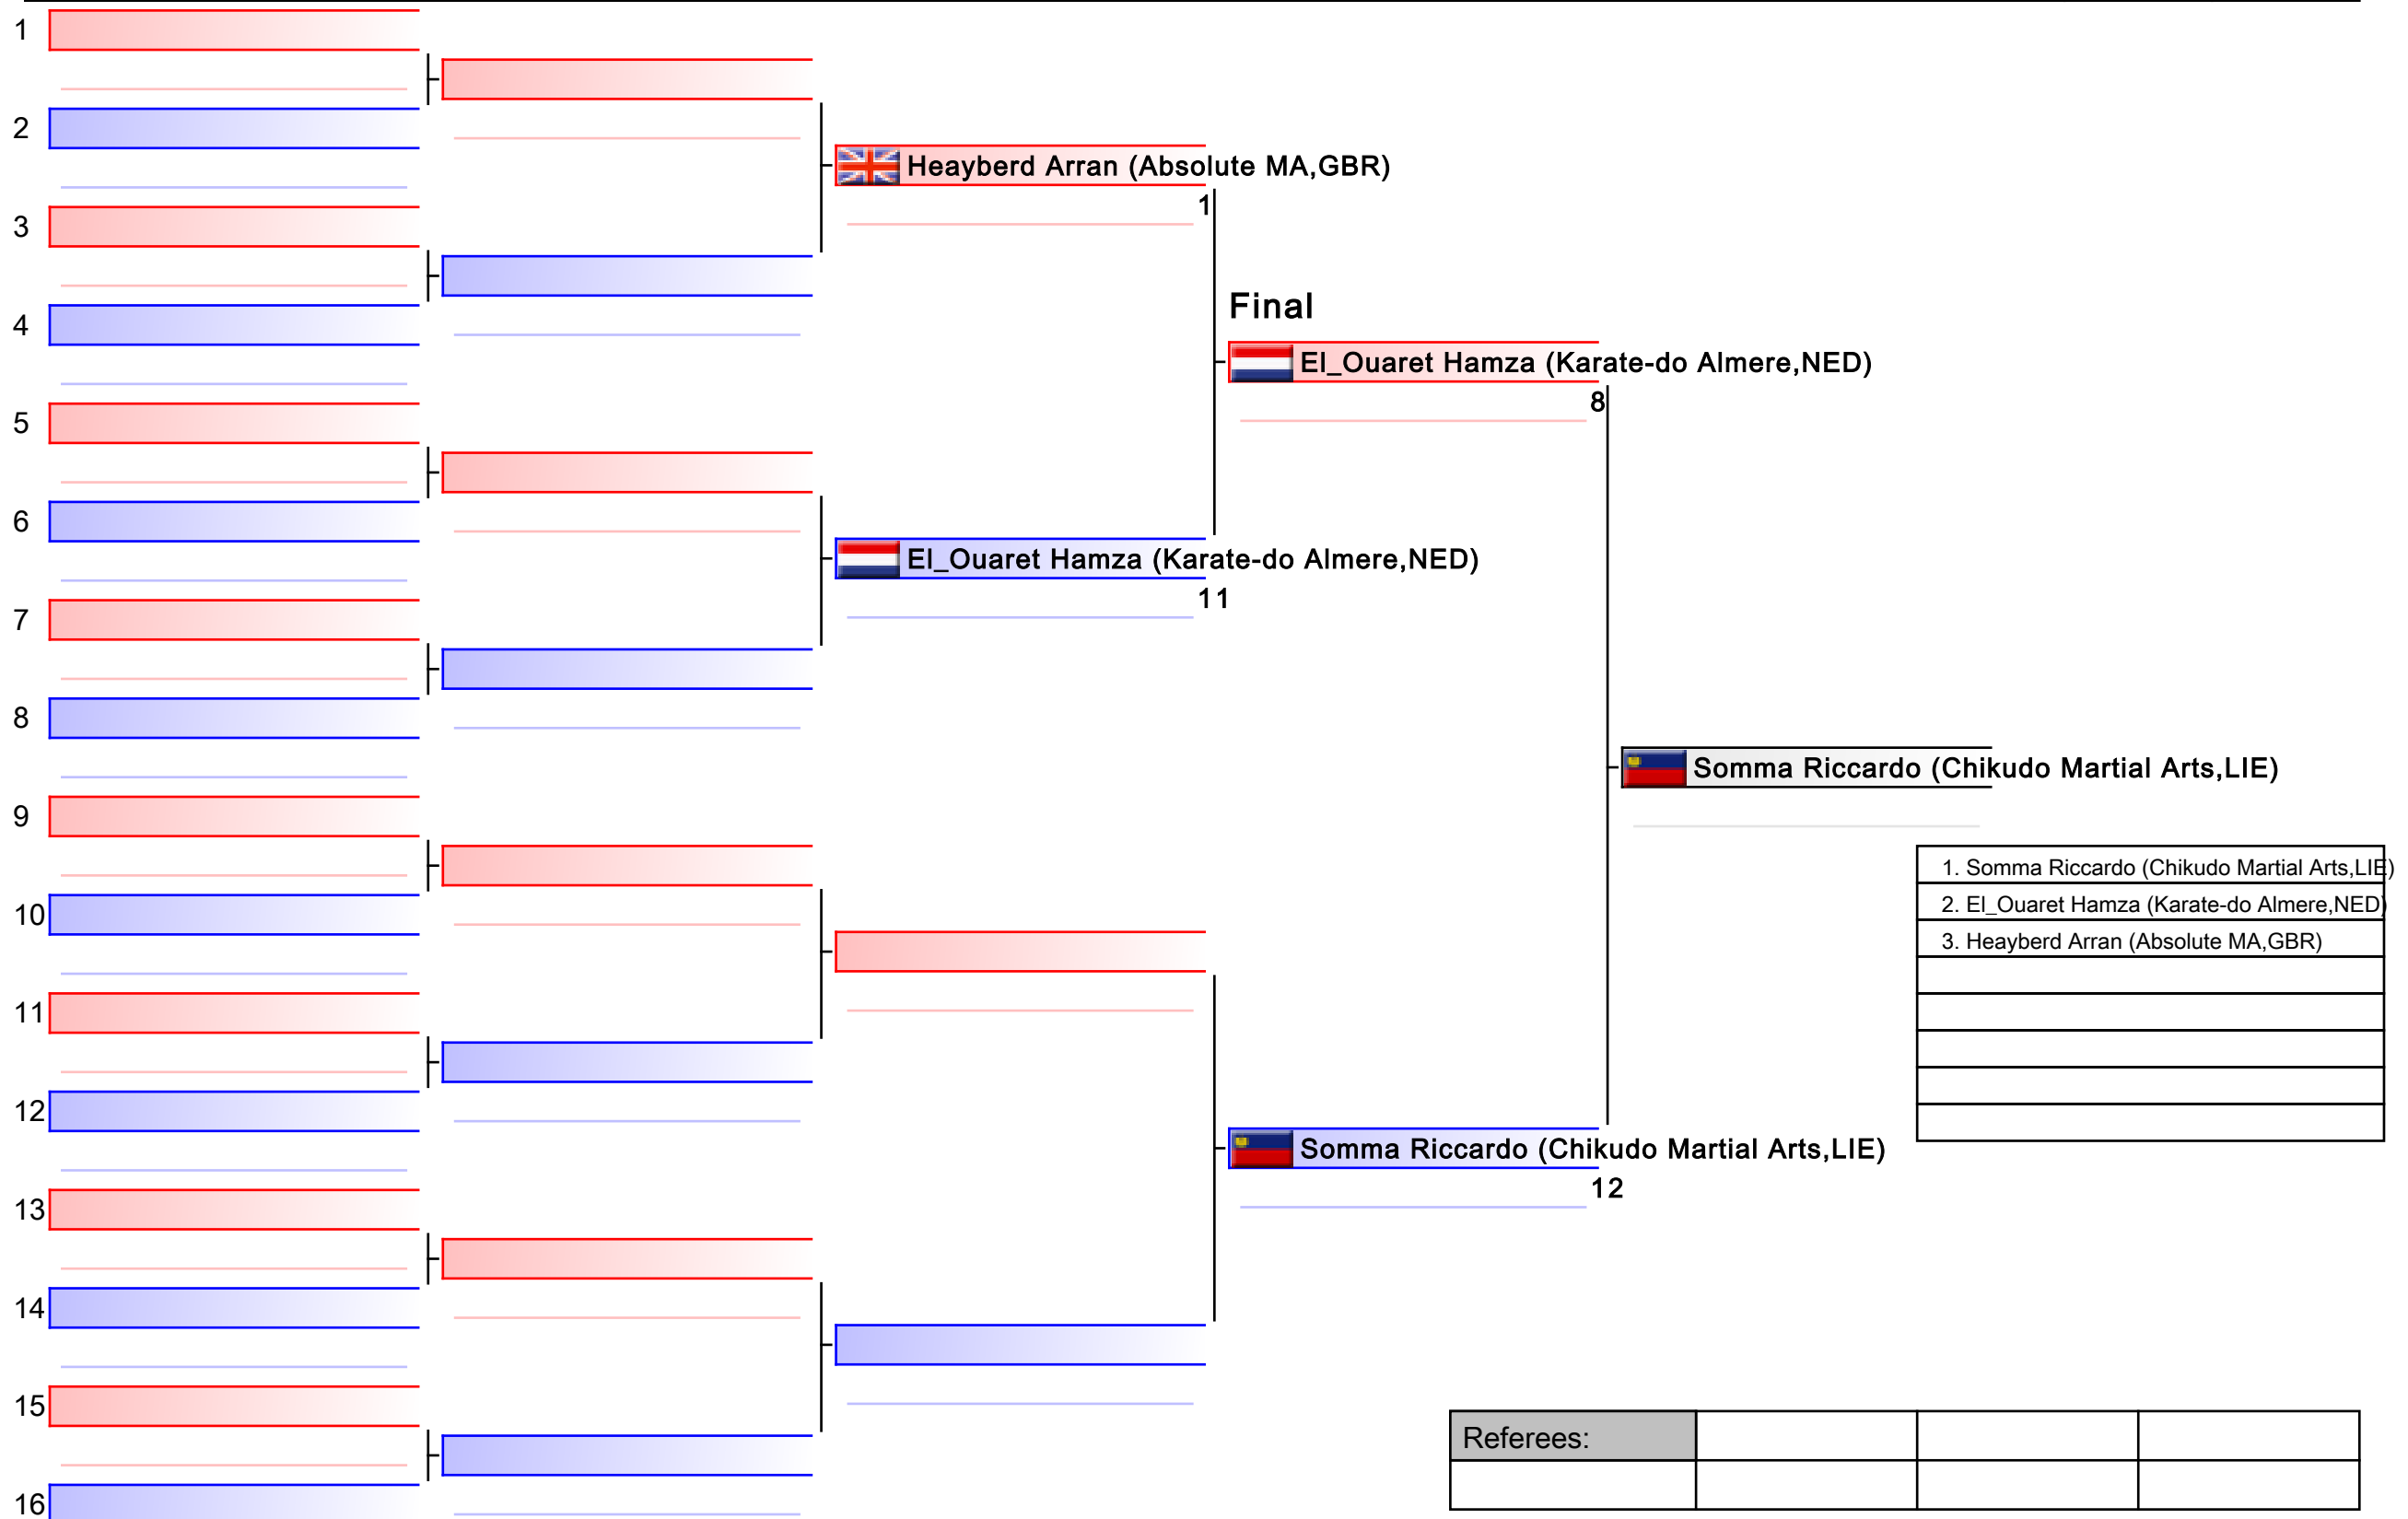 1
2
Heayberd Arran (Absolute MA,GBR)
1
3
Final
4
El_Ouaret Hamza (Karate-do Almere,NED)
8
5
6
El_Ouaret Hamza (Karate-do Almere,NED)
11
7
8
Somma Riccardo (Chikudo Martial Arts,LIE)
9
1. Somma Riccardo (Chikudo Martial Arts,LIE)
2. El_Ouaret Hamza (Karate-do Almere,NED)
3. Heayberd Arran (Absolute MA,GBR)
10
11
12
Somma Riccardo (Chikudo Martial Arts,LIE)
12
13
14
15
Referees:
16